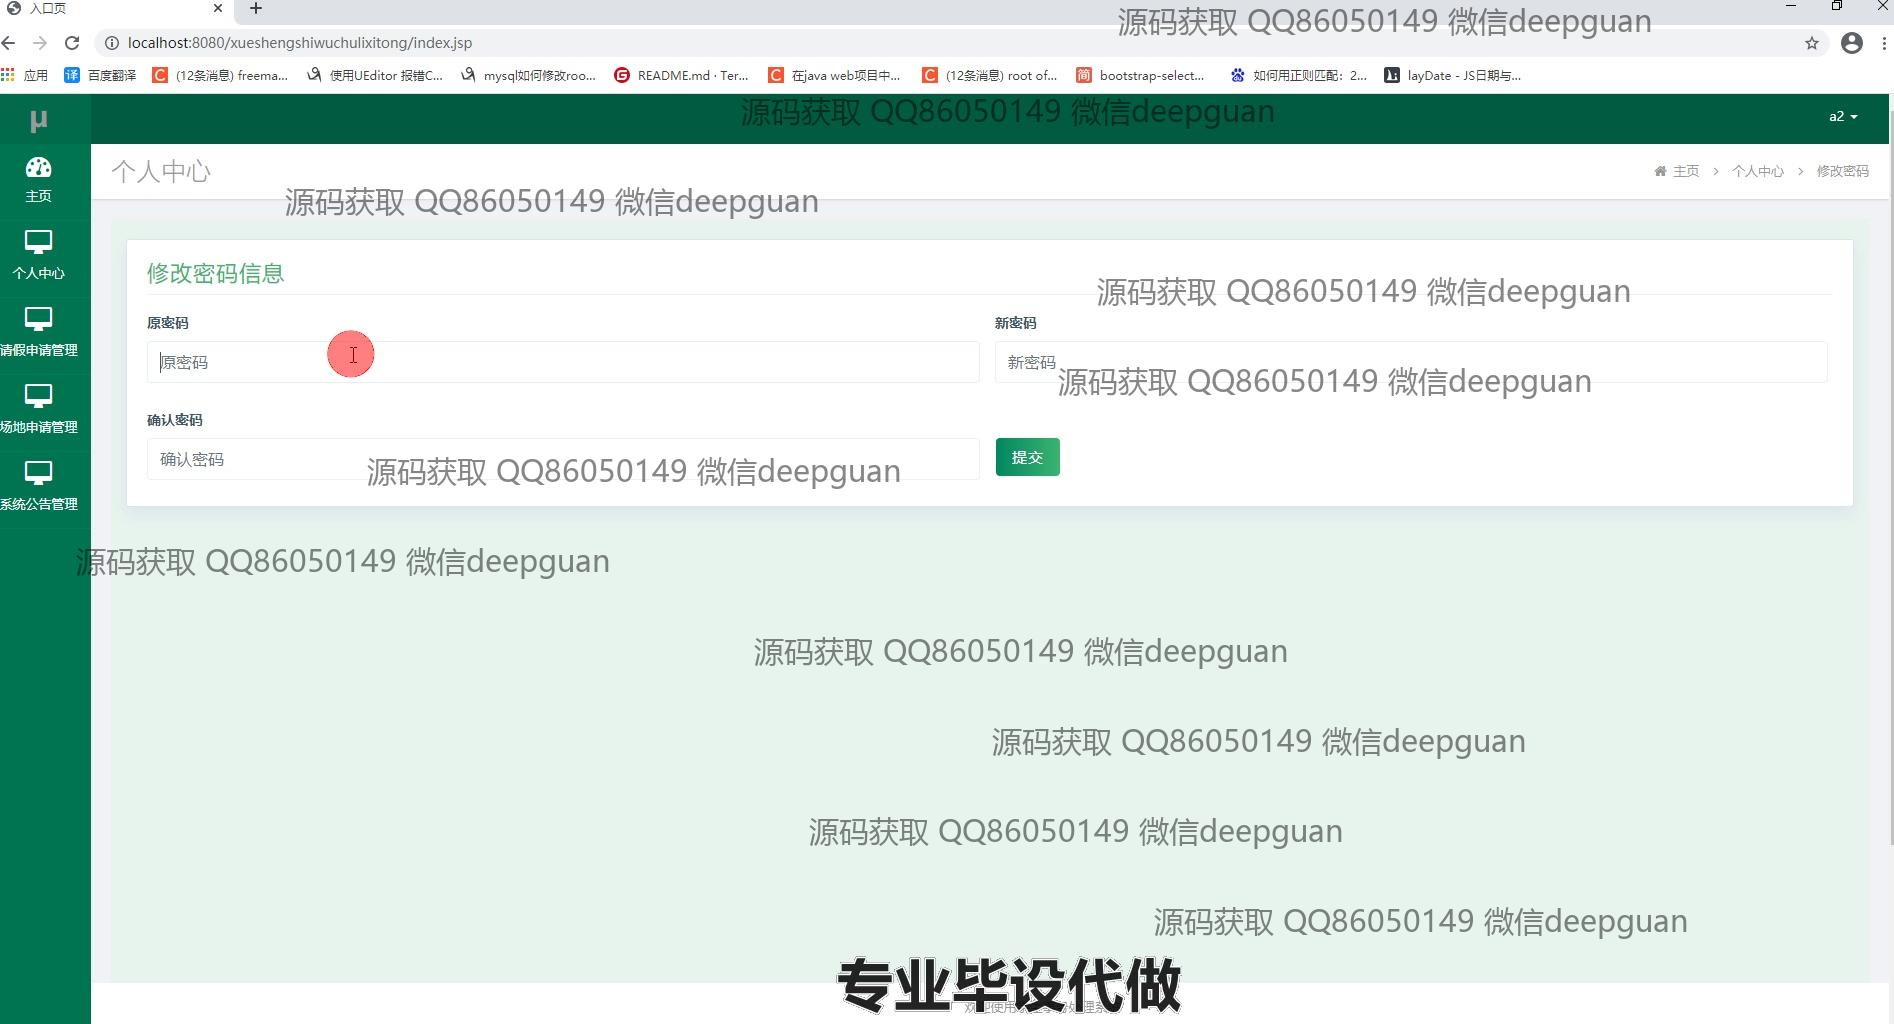 入口页
源码获取 QQ86050149 微信deepguan
localhost:8080/xueshengshiwuchulixitong/index.jsp
应用
百度翻译
(12条消息) freema...
使用UEditor 报错C...
mysql如何修改roo...
README.md · Ter...
在java web项目中...
(12条消息) root of...
bootstrap-select...
如何用正则匹配：2...
layDate - JS日期与...
μ
源码获取 QQ86050149 微信deepguan
a2
主页
个人中心
主页 > 个人中心 > 修改密码
源码获取 QQ86050149 微信deepguan
个人中心
修改密码信息
源码获取 QQ86050149 微信deepguan
原密码
新密码
请假申请管理
原密码
新密码
源码获取 QQ86050149 微信deepguan
确认密码
场地申请管理
确认密码
提交
源码获取 QQ86050149 微信deepguan
系统公告管理
源码获取 QQ86050149 微信deepguan
源码获取 QQ86050149 微信deepguan
源码获取 QQ86050149 微信deepguan
源码获取 QQ86050149 微信deepguan
源码获取 QQ86050149 微信deepguan
专业毕设代做